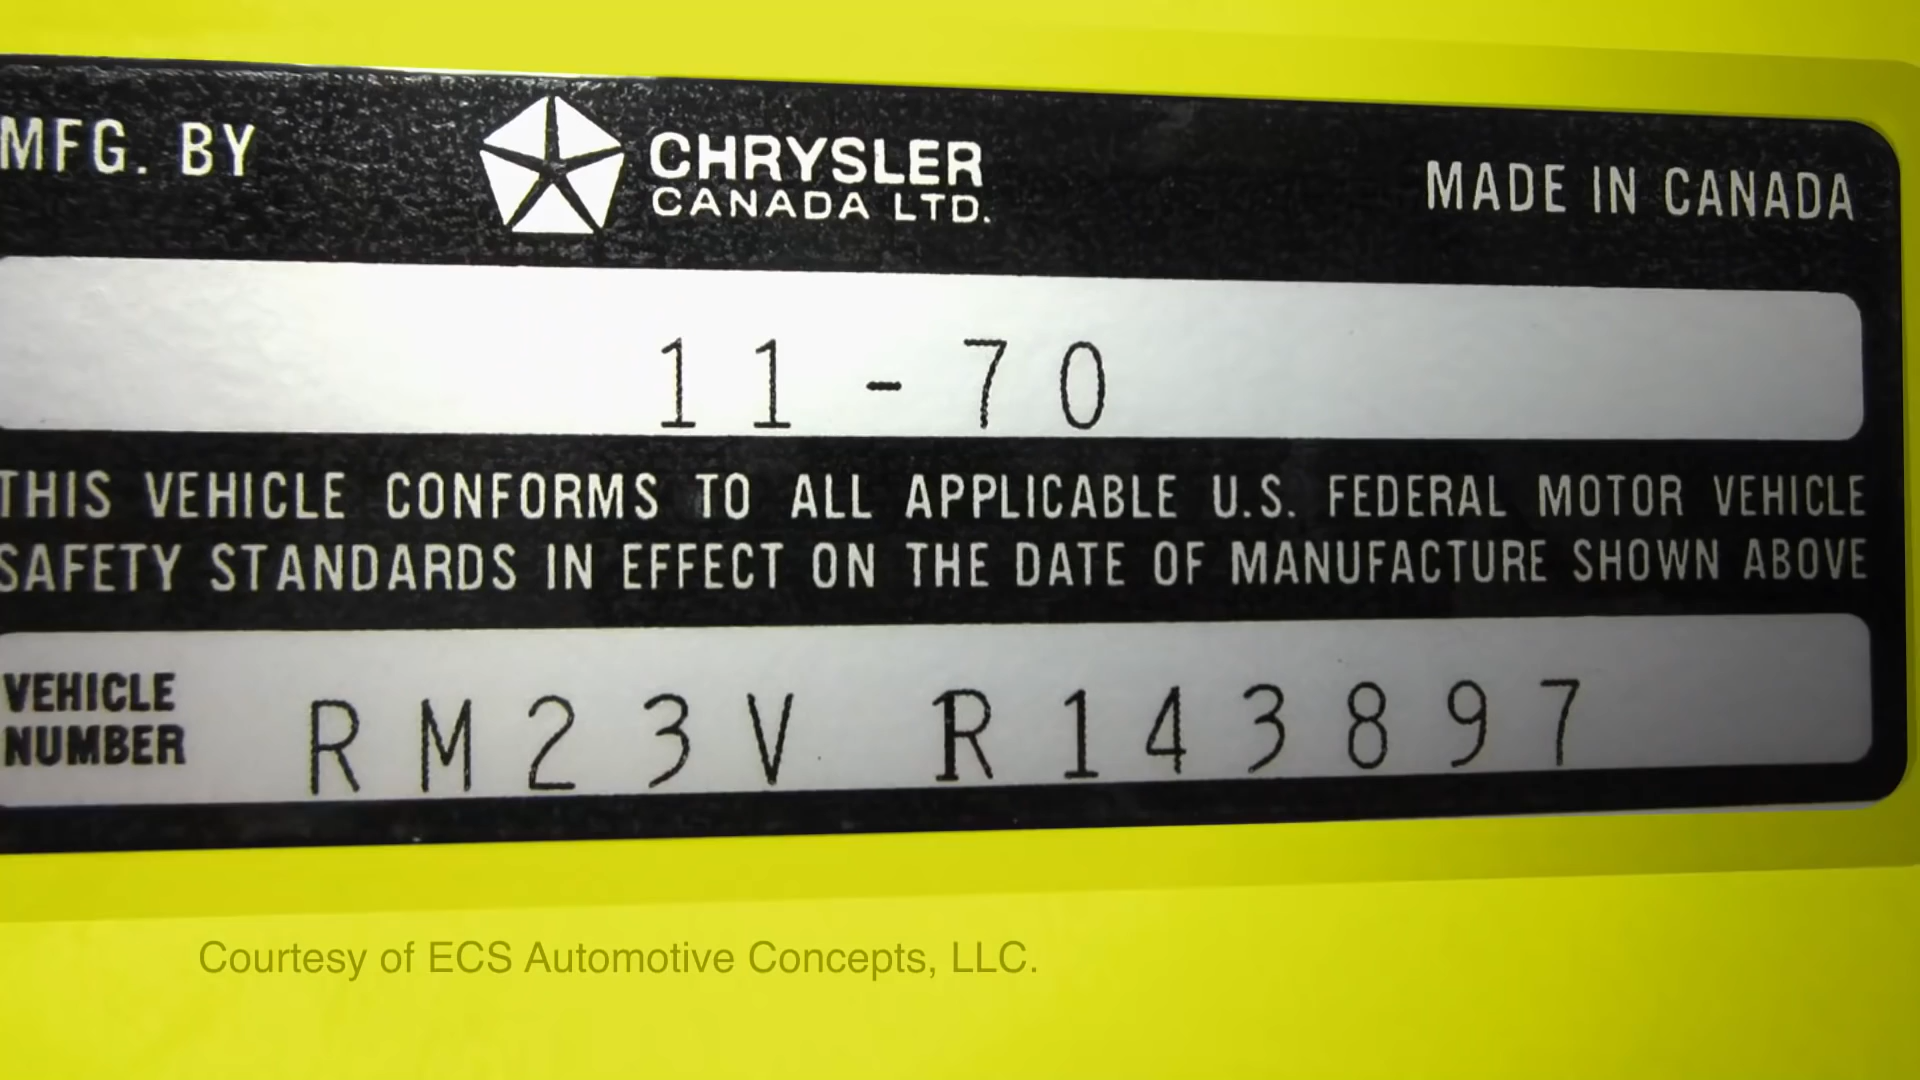 MFG. BY CHRYSLER MADE IN CANADA
CANADA LTD.
11-70
THIS VEHICLE CONFORMS TO ALL APPLICABLE U.S. FEDERAL MOTOR VEHICLE
SAFETY STANDARDS IN EFFECT ON THE DATE OF MANUFACTURE SHOWN ABOVE
VEHICLE
NUMBER RM23V R143897
Courtesy of ECS Automotive Concepts, LLC.